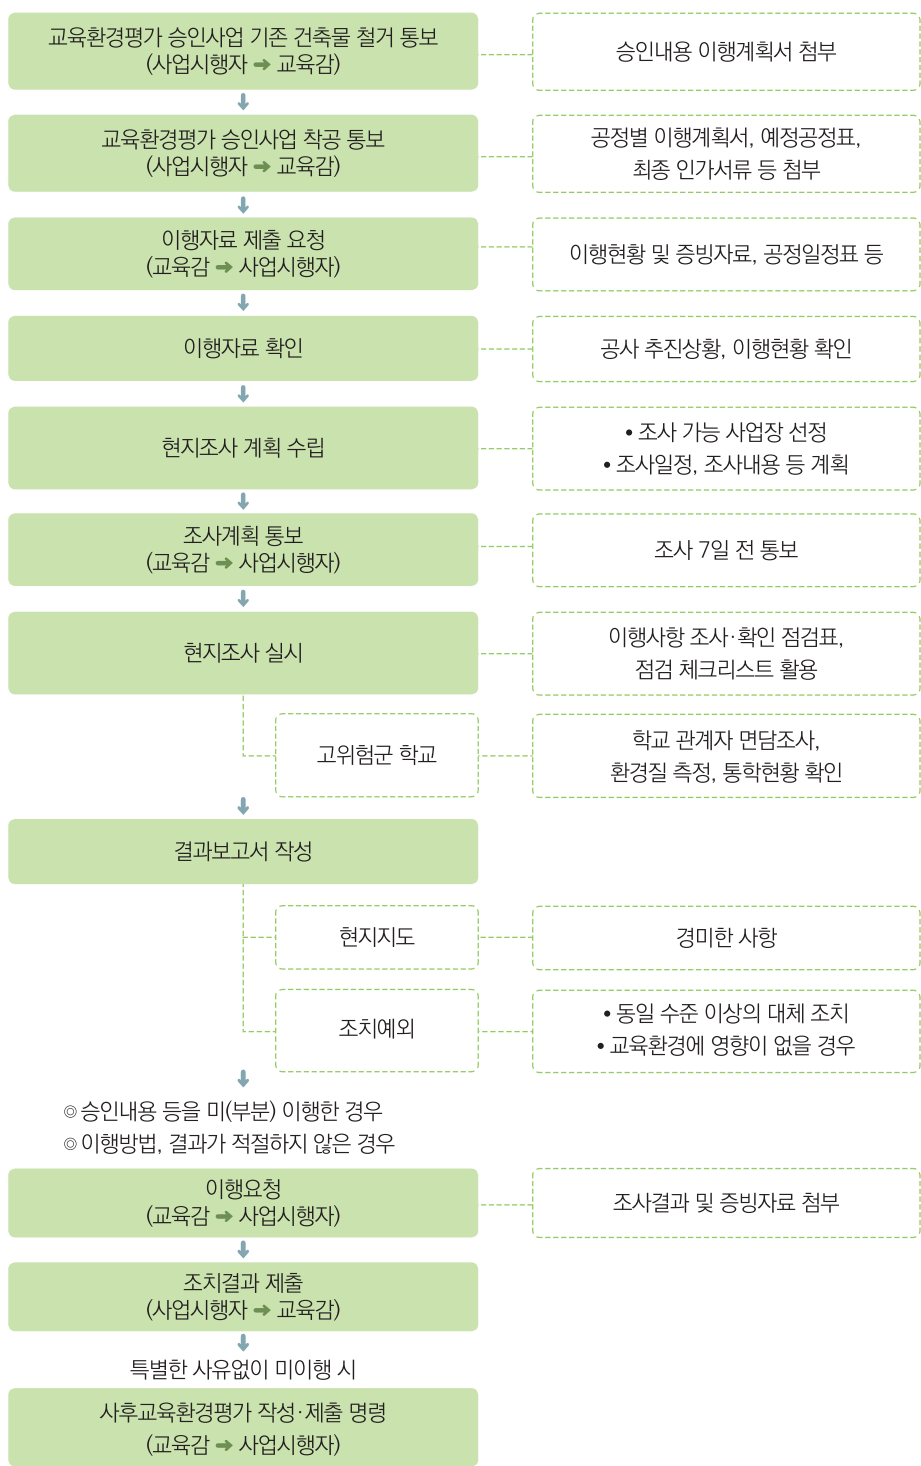 교육환경평가 승인사업 기존 건축물 철거 통보
(사업시행자 → 교육감)
승인내용 이행계획서 첨부
교육환경평가 승인사업 착공 통보
(사업시행자 → 교육감)
공정별 이행계획서, 예정공정표,
최종 인가서류 등 첨부
이행자료 제출 요청
(교육감 → 사업시행자)
이행현황 및 증빙자료, 공정일정표 등
이행자료 확인
공사 추진상황, 이행현황 확인
현지조사 계획 수립
• 조사 가능 사업장 선정
• 조사일정, 조사내용 등 계획
조사계획 통보
(교육감 → 사업시행자)
조사 7일 전 통보
현지조사 실시
이행사항 조사·확인 점검표,
점검 체크리스트 활용
고위험군 학교
학교 관계자 면담조사,
환경질 측정, 통학현황 확인
결과보고서 작성
현지지도
경미한 사항
조치예외
• 동일 수준 이상의 대체 조치
• 교육환경에 영향이 없을 경우
◎ 승인내용 등을 미(부분) 이행한 경우
◎ 이행방법, 결과가 적절하지 않은 경우
이행요청
(교육감 → 사업시행자)
조사결과 및 증빙자료 첨부
조치결과 제출
(사업시행자 → 교육감)
특별한 사유없이 미이행 시
사후교육환경평가 작성·제출 명령
(교육감 → 사업시행자)